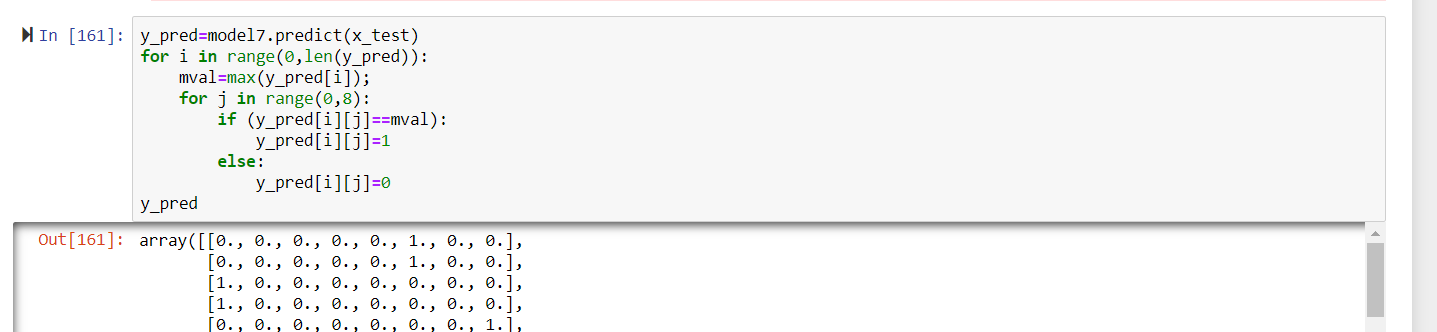 In [161]: y_pred=model7.predict(x_test)
for i in range(0,len(y_pred)):
    mval=max(y_pred[i]);
    for j in range(0,8):
        if (y_pred[i][j]==mval):
            y_pred[i][j]=1
        else:
            y_pred[i][j]=0
y_pred
Out[161]: array([[0., 0., 0., 0., 0., 1., 0., 0.],
       [0., 0., 0., 0., 0., 1., 0., 0.],
       [1., 0., 0., 0., 0., 0., 0., 0.],
       [1., 0., 0., 0., 0., 0., 0., 0.],
       [0., 0., 0., 0., 0., 0., 0., 1.],